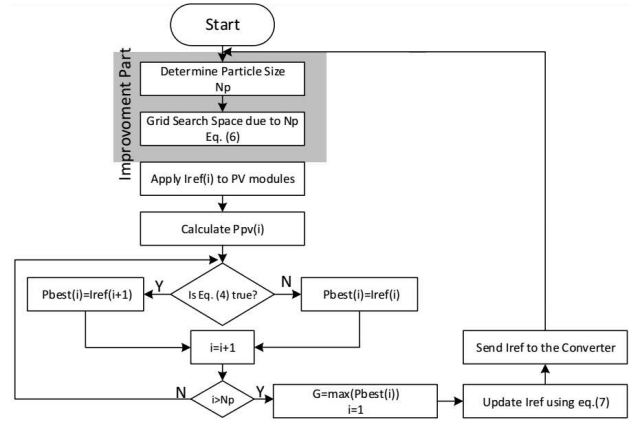 Start
Improvoment Part
Determine Particle Size
Np
Grid Search Space due to Np
Eq. (6)
Apply Iref(i) to PV modules
Calculate Ppv(i)
Y
Is Eq. (4) true?
N
Pbest(i)=Iref(i+1)
Pbest(i)=Iref(i)
i=i+1
Send Iref to the Converter
N
i>Np
Y
G=max(Pbest(i))
i=1
Update Iref using eq.(7)